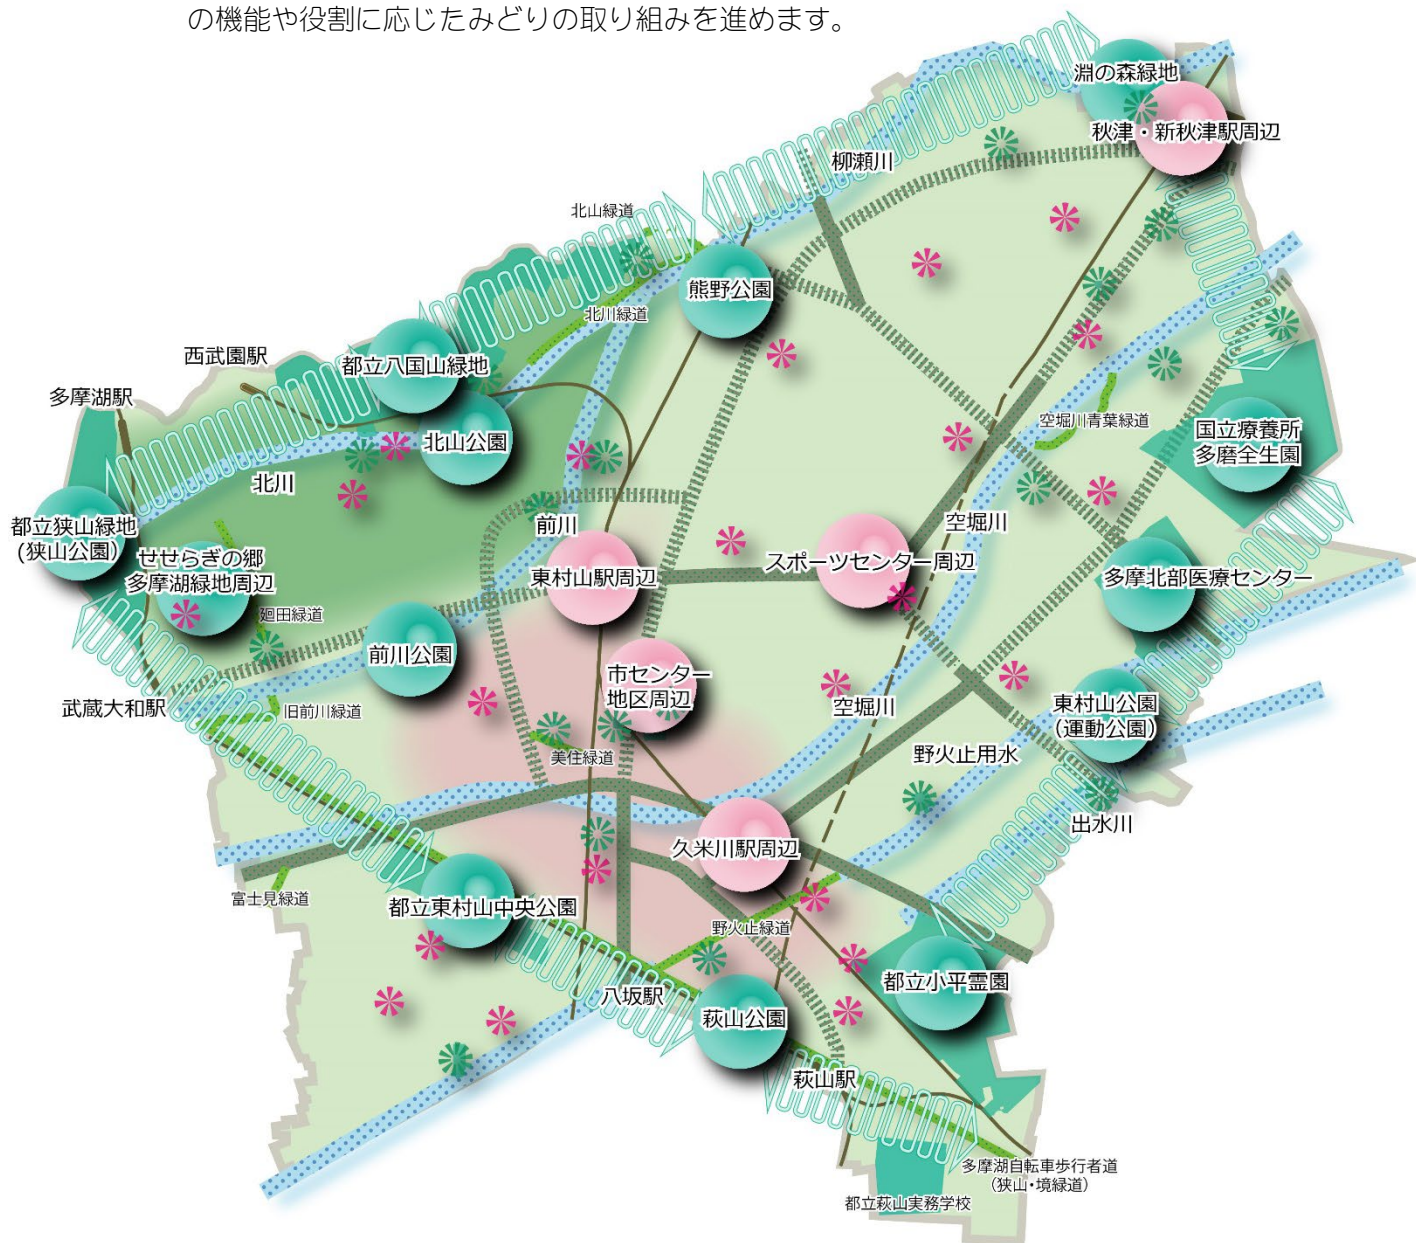 の機能や役割に応じたみどりの取り組みを進めます。
淵の森緑地
秋津・新秋津駅周辺
柳瀬川
北山緑道
熊野公園
北川緑道
西武園駅
都立八国山緑地
多摩湖駅
北山公園
空堀川青葉緑道
国立療養所
多磨全生園
北川
都立狭山緑地
(狭山公園)
前川
空堀川
せせらぎの郷
多摩湖緑地周辺
東村山駅周辺
スポーツセンター周辺
多摩北部医療センター
廻田緑道
前川公園
市センター
地区周辺
武蔵大和駅
旧前川緑道
空堀川
東村山公園
(運動公園)
美住緑道
野火止用水
出水川
久米川駅周辺
富士見緑道
都立東村山中央公園
野火止緑道
都立小平霊園
八坂駅
萩山公園
萩山駅
多摩湖自転車歩行者道
(狭山・境緑道)
都立萩山実務学校